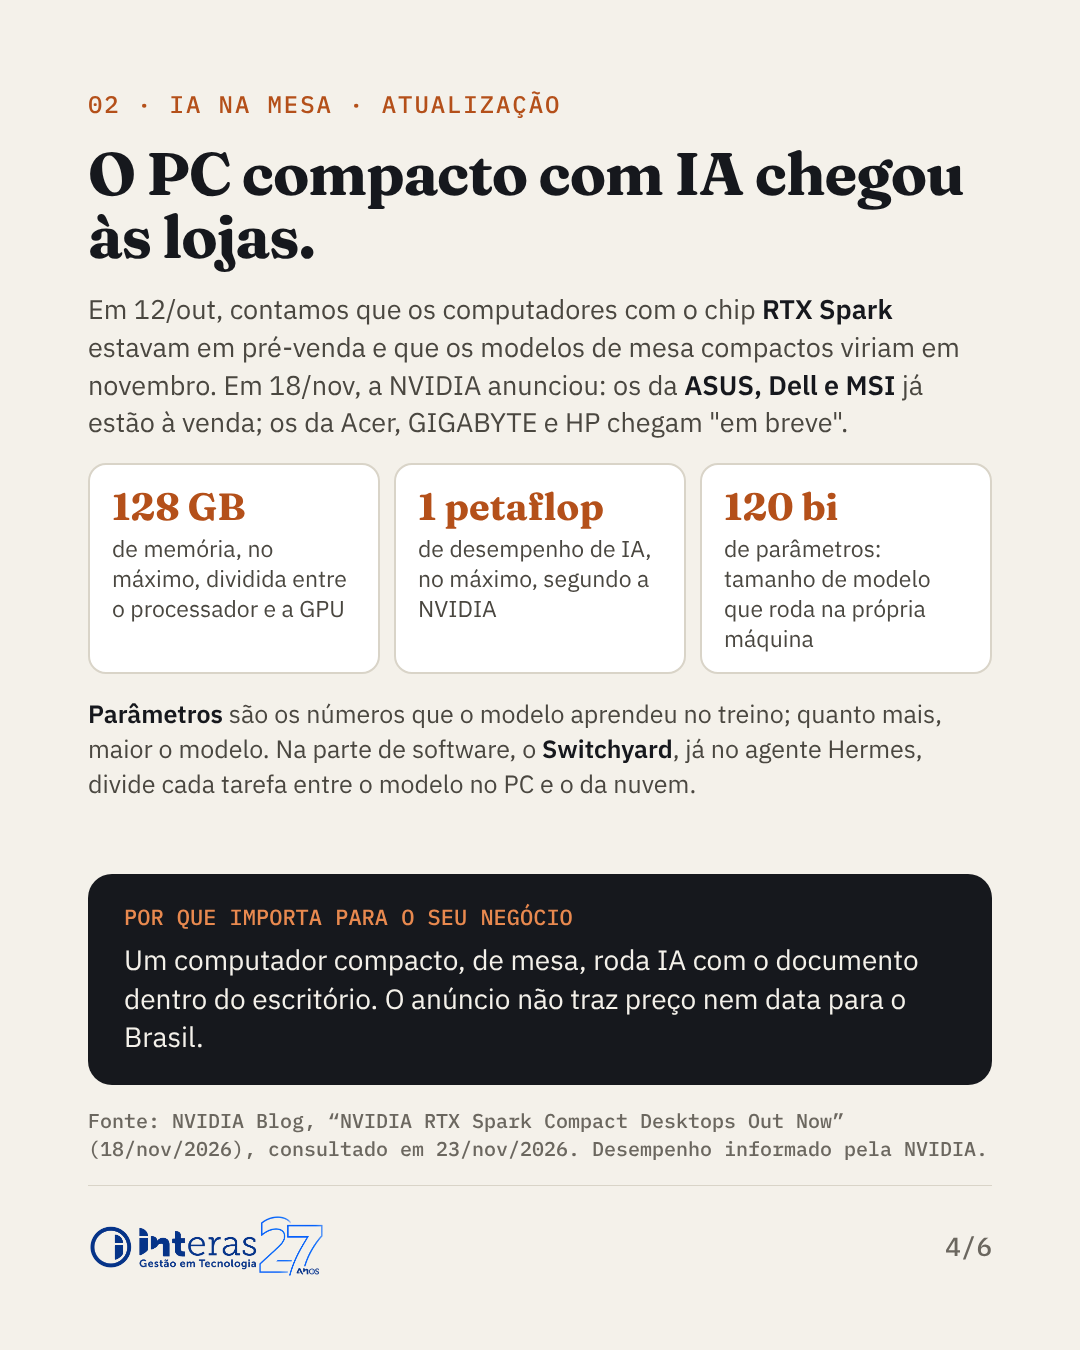 02 · IA NA MESA · ATUALIZAÇÃO
O PC compacto com IA chegou
às lojas.
Em 12/out, contamos que os computadores com o chip RTX Spark
estavam em pré-venda e que os modelos de mesa compactos viriam em
novembro. Em 18/nov, a NVIDIA anunciou: os da ASUS, Dell e MSI já
estão à venda; os da Acer, GIGABYTE e HP chegam "em breve".
128 GB
de memória, no
máximo, dividida entre
o processador e a GPU
1 petaflop
de desempenho de IA,
no máximo, segundo a
NVIDIA
120 bi
de parâmetros:
tamanho de modelo
que roda na própria
máquina
Parâmetros são os números que o modelo aprendeu no treino; quanto mais,
maior o modelo. Na parte de software, o Switchyard, já no agente Hermes,
divide cada tarefa entre o modelo no PC e o da nuvem.
POR QUE IMPORTA PARA O SEU NEGÓCIO
Um computador compacto, de mesa, roda IA com o documento
dentro do escritório. O anúncio não traz preço nem data para o
Brasil.
Fonte: NVIDIA Blog, “NVIDIA RTX Spark Compact Desktops Out Now”
(18/nov/2026), consultado em 23/nov/2026. Desempenho informado pela NVIDIA.
interas
Gestão em Tecnologia
27
ANOS
4/6